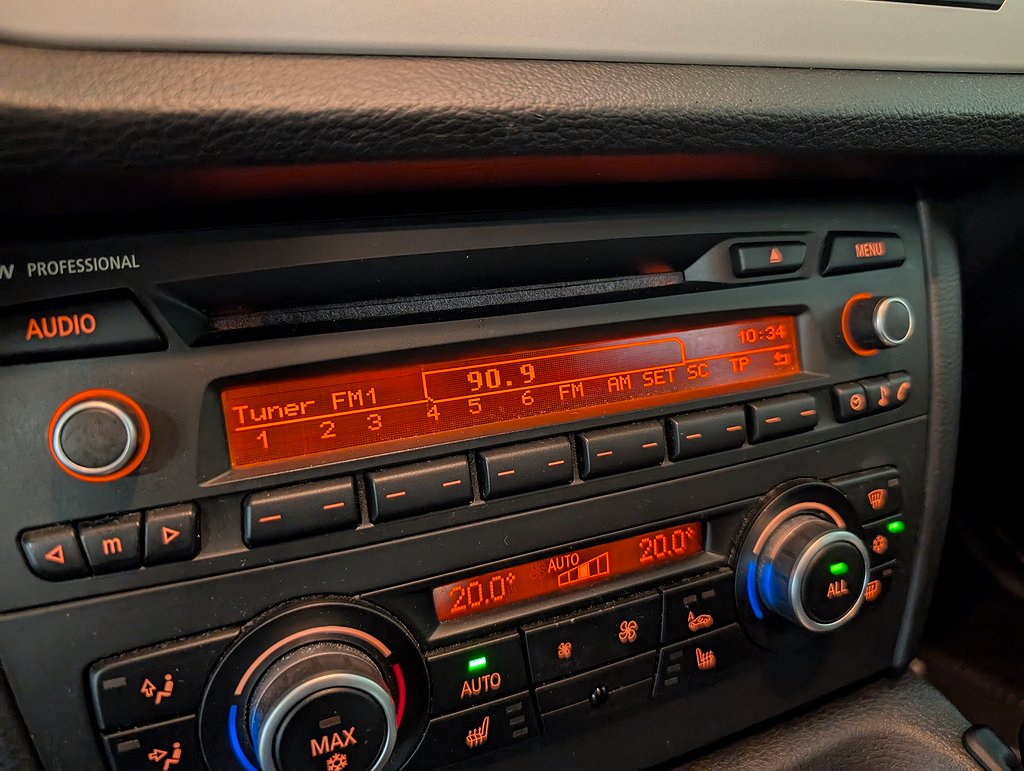 PROFESSIONAL
MENU
AUDIO
10:34
90.9
Tuner FM1
1 2 3 4 5 6 FM AM SET SC TP
m
20.0° AUTO 20.0°
ALL
AUTO
MAX